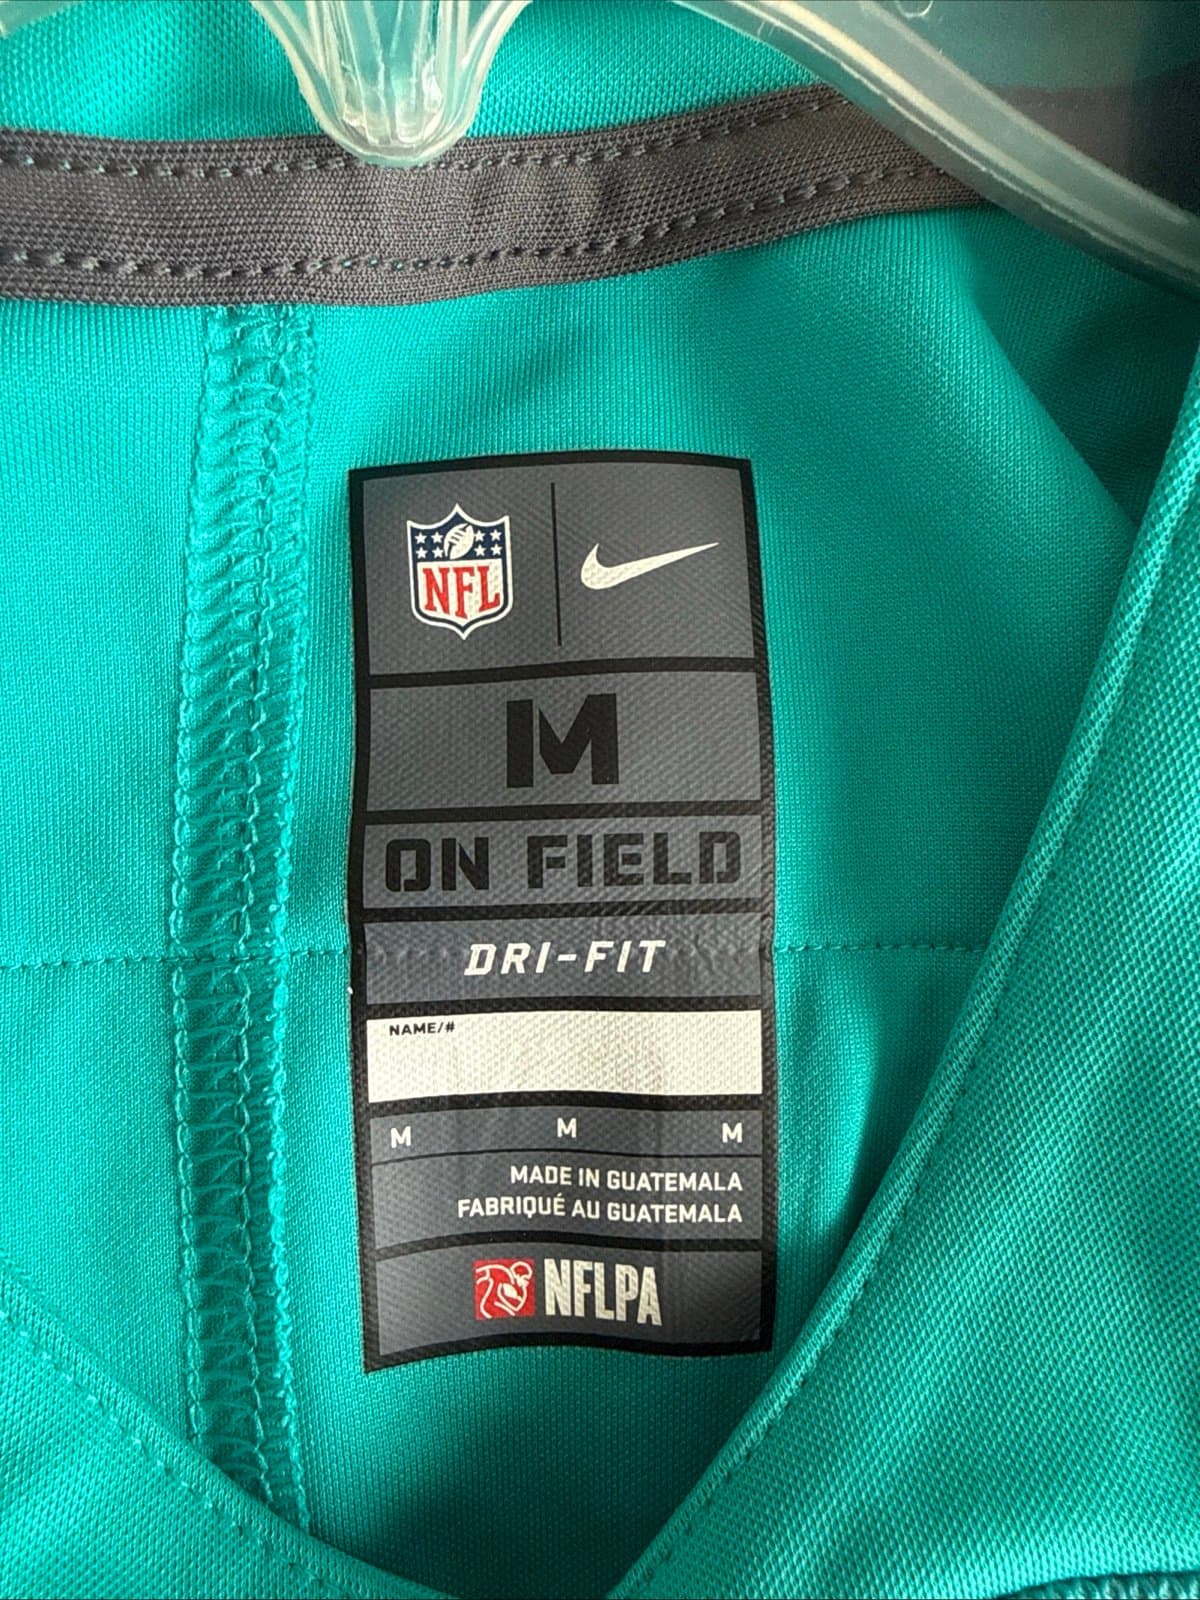 NFL
M
ON FIELD
DRI-FIT
NAME/#
M M M
MADE IN GUATEMALA
FABRIQUÉ AU GUATEMALA
NFLPA